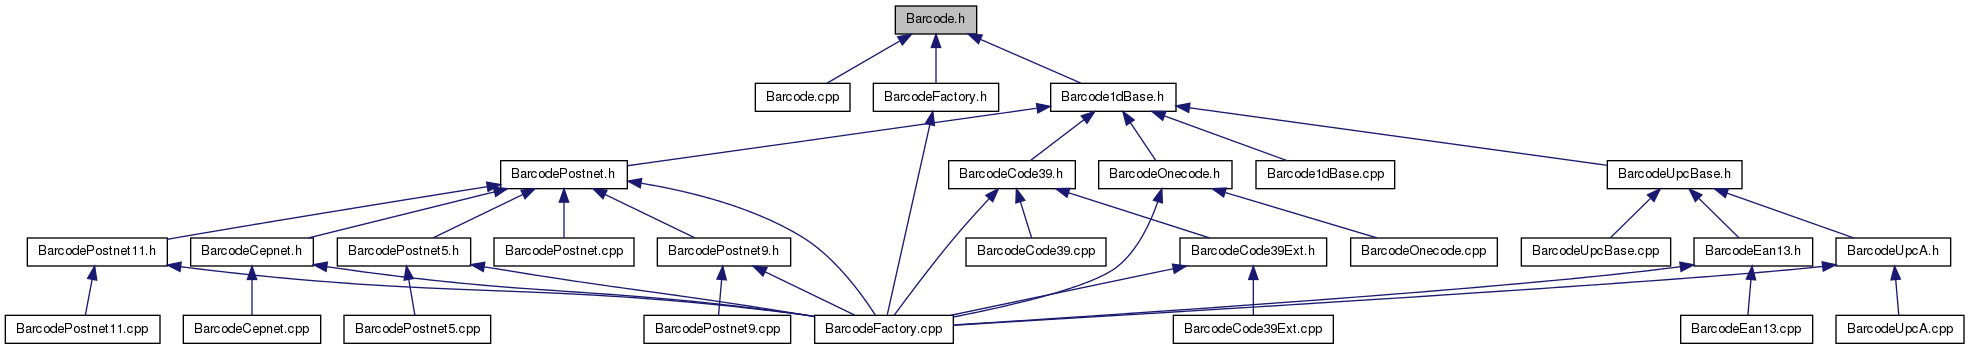 Barcode.h
Barcode.cpp
BarcodeFactory.h
Barcode1dBase.h
BarcodePostnet.h
BarcodeCode39.h
BarcodeOnecode.h
Barcode1dBase.cpp
BarcodeUpcBase.h
BarcodePostnet11.h
BarcodeCepnet.h
BarcodePostnet5.h
BarcodePostnet.cpp
BarcodePostnet9.h
BarcodeCode39.cpp
BarcodeCode39Ext.h
BarcodeOnecode.cpp
BarcodeUpcBase.cpp
BarcodeEan13.h
BarcodeUpcA.h
BarcodePostnet11.cpp
BarcodeCepnet.cpp
BarcodePostnet5.cpp
BarcodePostnet9.cpp
BarcodeFactory.cpp
BarcodeCode39Ext.cpp
BarcodeEan13.cpp
BarcodeUpcA.cpp